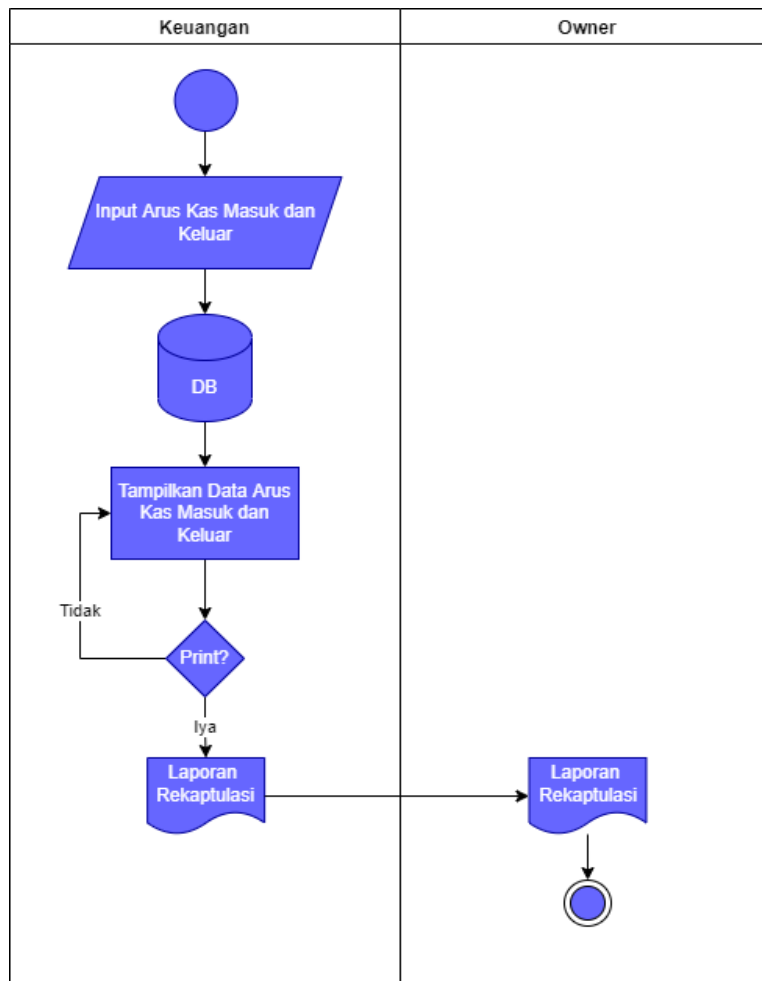 Keuangan
Owner
Input Arus Kas Masuk dan
Keluar
DB
Tampilkan Data Arus
Kas Masuk dan
Keluar
Tidak
Print?
Iya
Laporan
Rekaptulasi
Laporan
Rekaptulasi